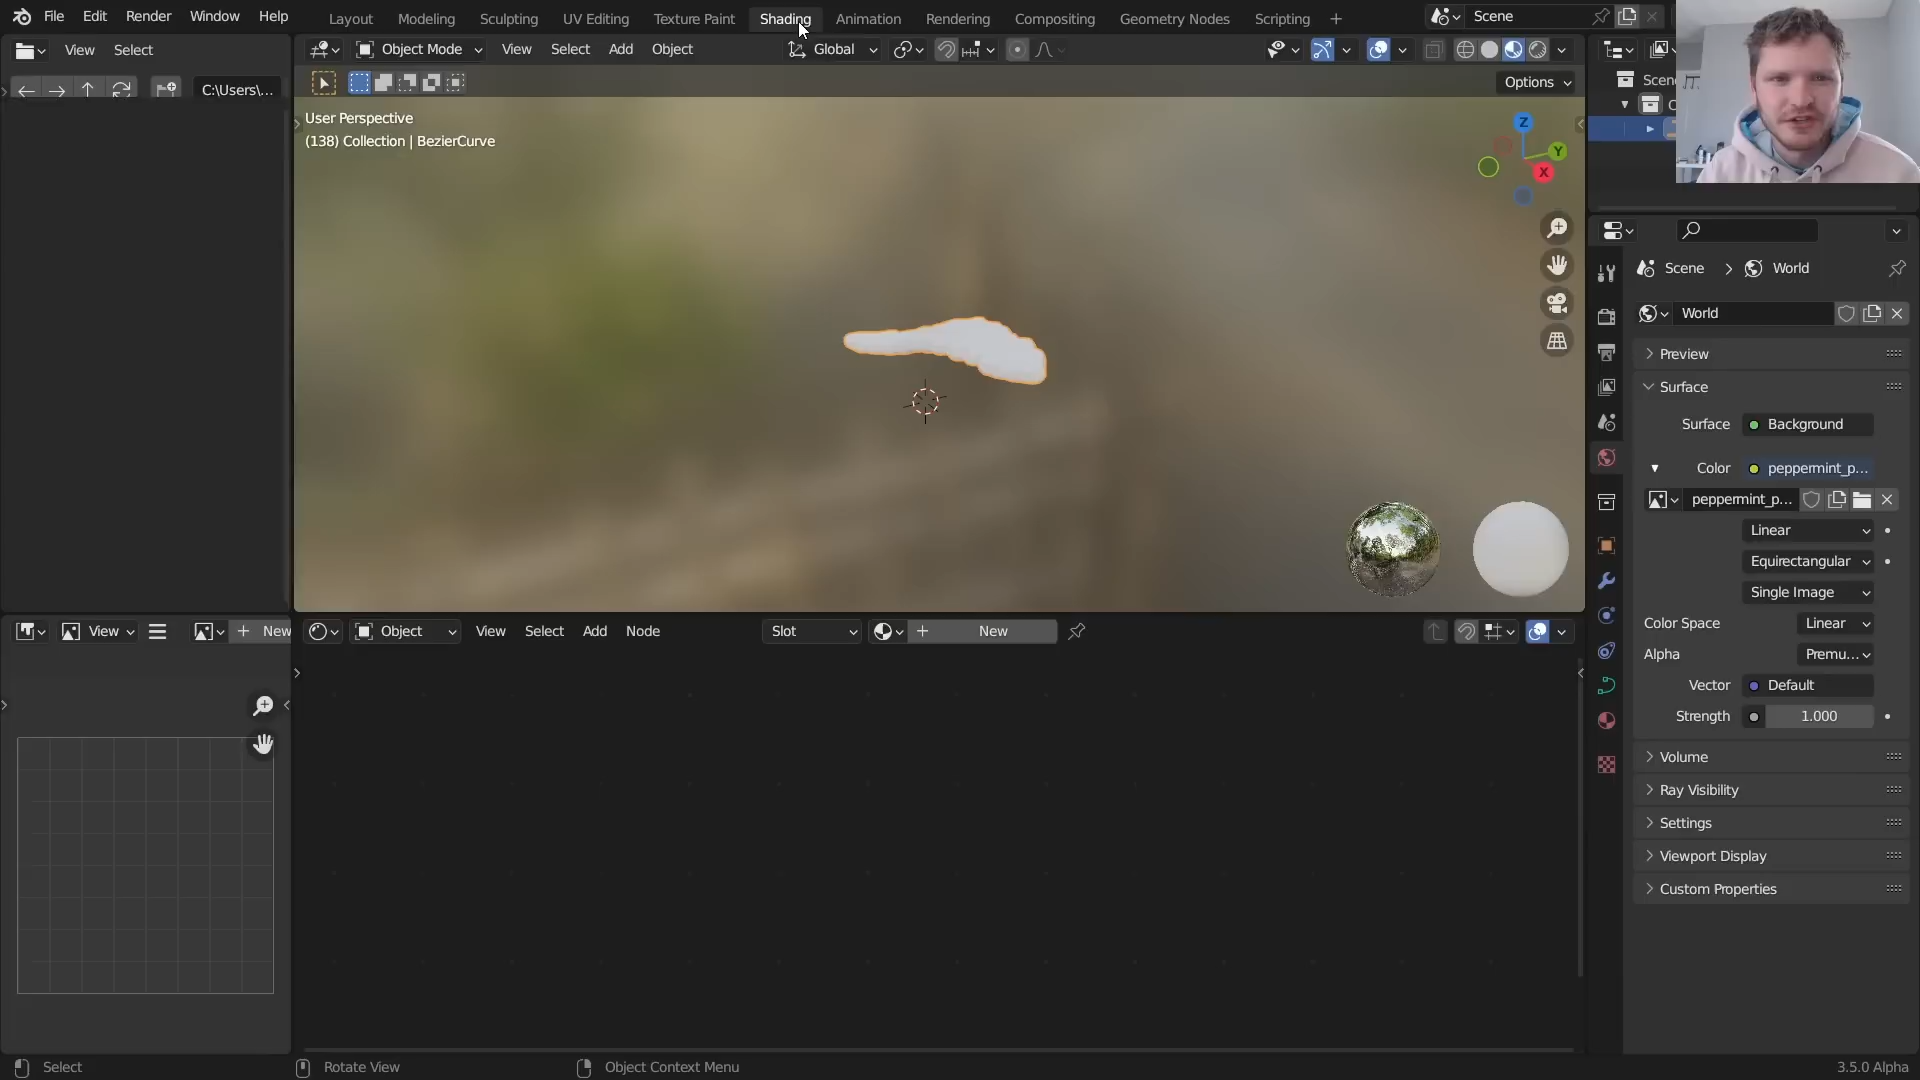 File Edit Render Window Help
Layout Modeling Sculpting UV Editing Texture Paint Shading Animation Rendering Compositing Geometry Nodes Scripting +
Scene
View Select
Object Mode View Select Add Object
Global
C:\Users\...
Options
User Perspective
(138) Collection | BezierCurve
Z
Y
X
Scene
C
Scene > World
World
Preview
Surface
Surface Background
Color peppermint_p...
peppermint_p...
Linear
Equirectangular
Single Image
Color Space Linear
Alpha Premu...
Vector Default
Strength 1.000
Volume
Ray Visibility
Settings
Viewport Display
Custom Properties
View + New
Object View Select Add Node
Slot
+ New
Select
Rotate View
Object Context Menu
3.5.0 Alpha